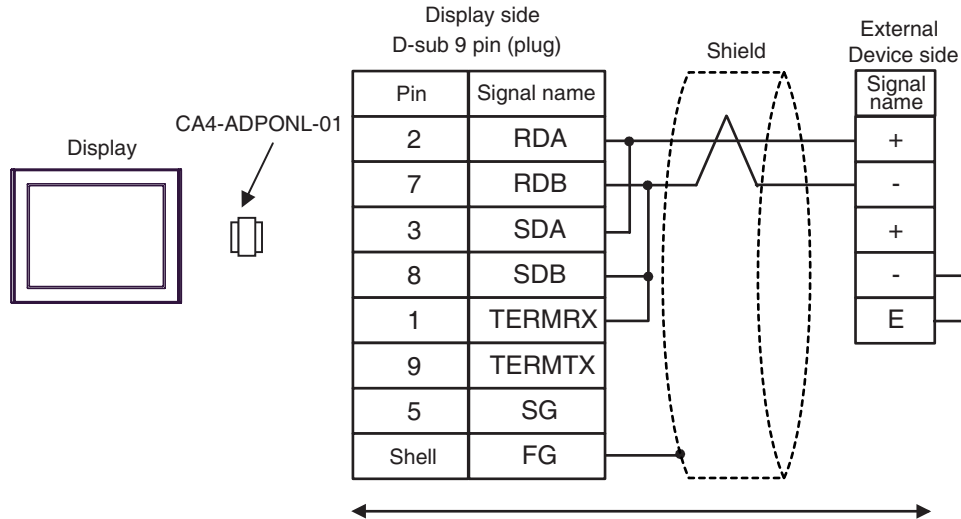 Display side
D-sub 9 pin (plug)
Shield
External
Device side
CA4-ADPONL-01
Display
Pin Signal name
Signal
name
2 RDA +
7 RDB -
3 SDA +
8 SDB -
1 TERMRX E
9 TERMTX
5 SG
Shell FG